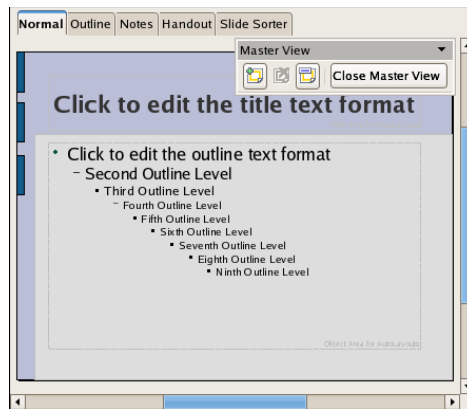 Normal Outline Notes Handout Slide Sorter
Master View
Close Master View
Click to edit the title text format
• Click to edit the outline text format
– Second Outline Level
▪ Third Outline Level
– Fourth Outline Level
▪ Fifth Outline Level
▪ Sixth Outline Level
▪ Seventh Outline Level
▪ Eighth Outline Level
▪ Ninth Outline Level
Object Area for AutoLayouts